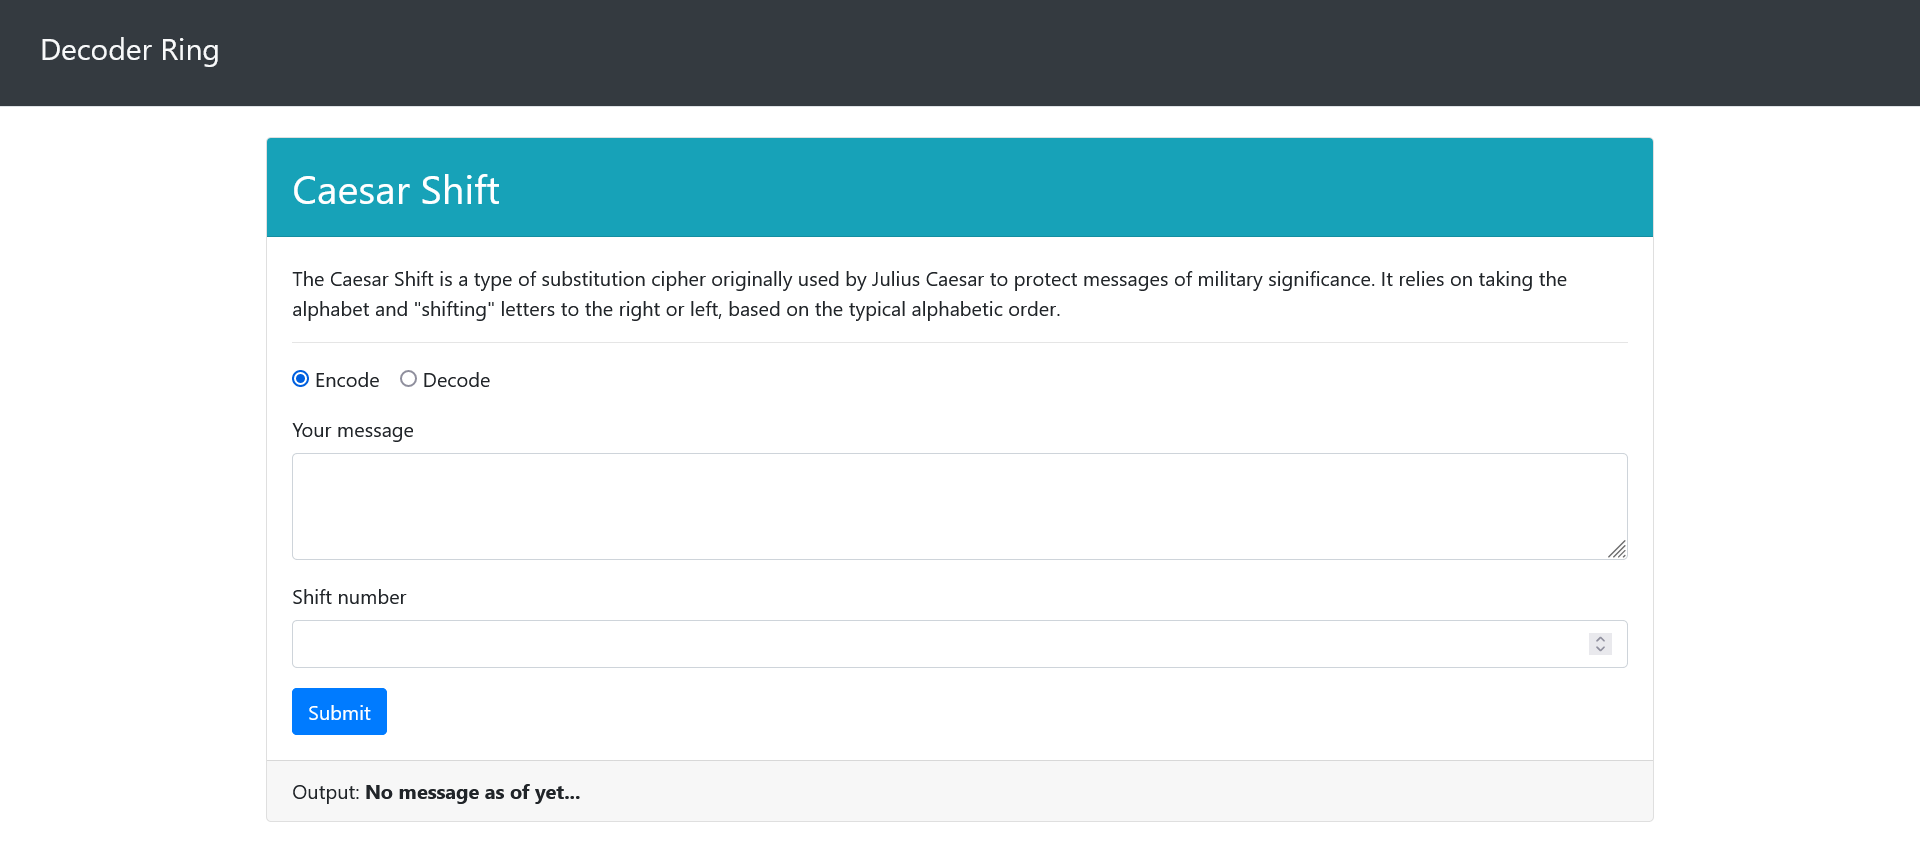 Decoder Ring
Caesar Shift
The Caesar Shift is a type of substitution cipher originally used by Julius Caesar to protect messages of military significance. It relies on taking the
alphabet and "shifting" letters to the right or left, based on the typical alphabetic order.
Encode Decode
Your message
Shift number
Submit
Output: No message as of yet...